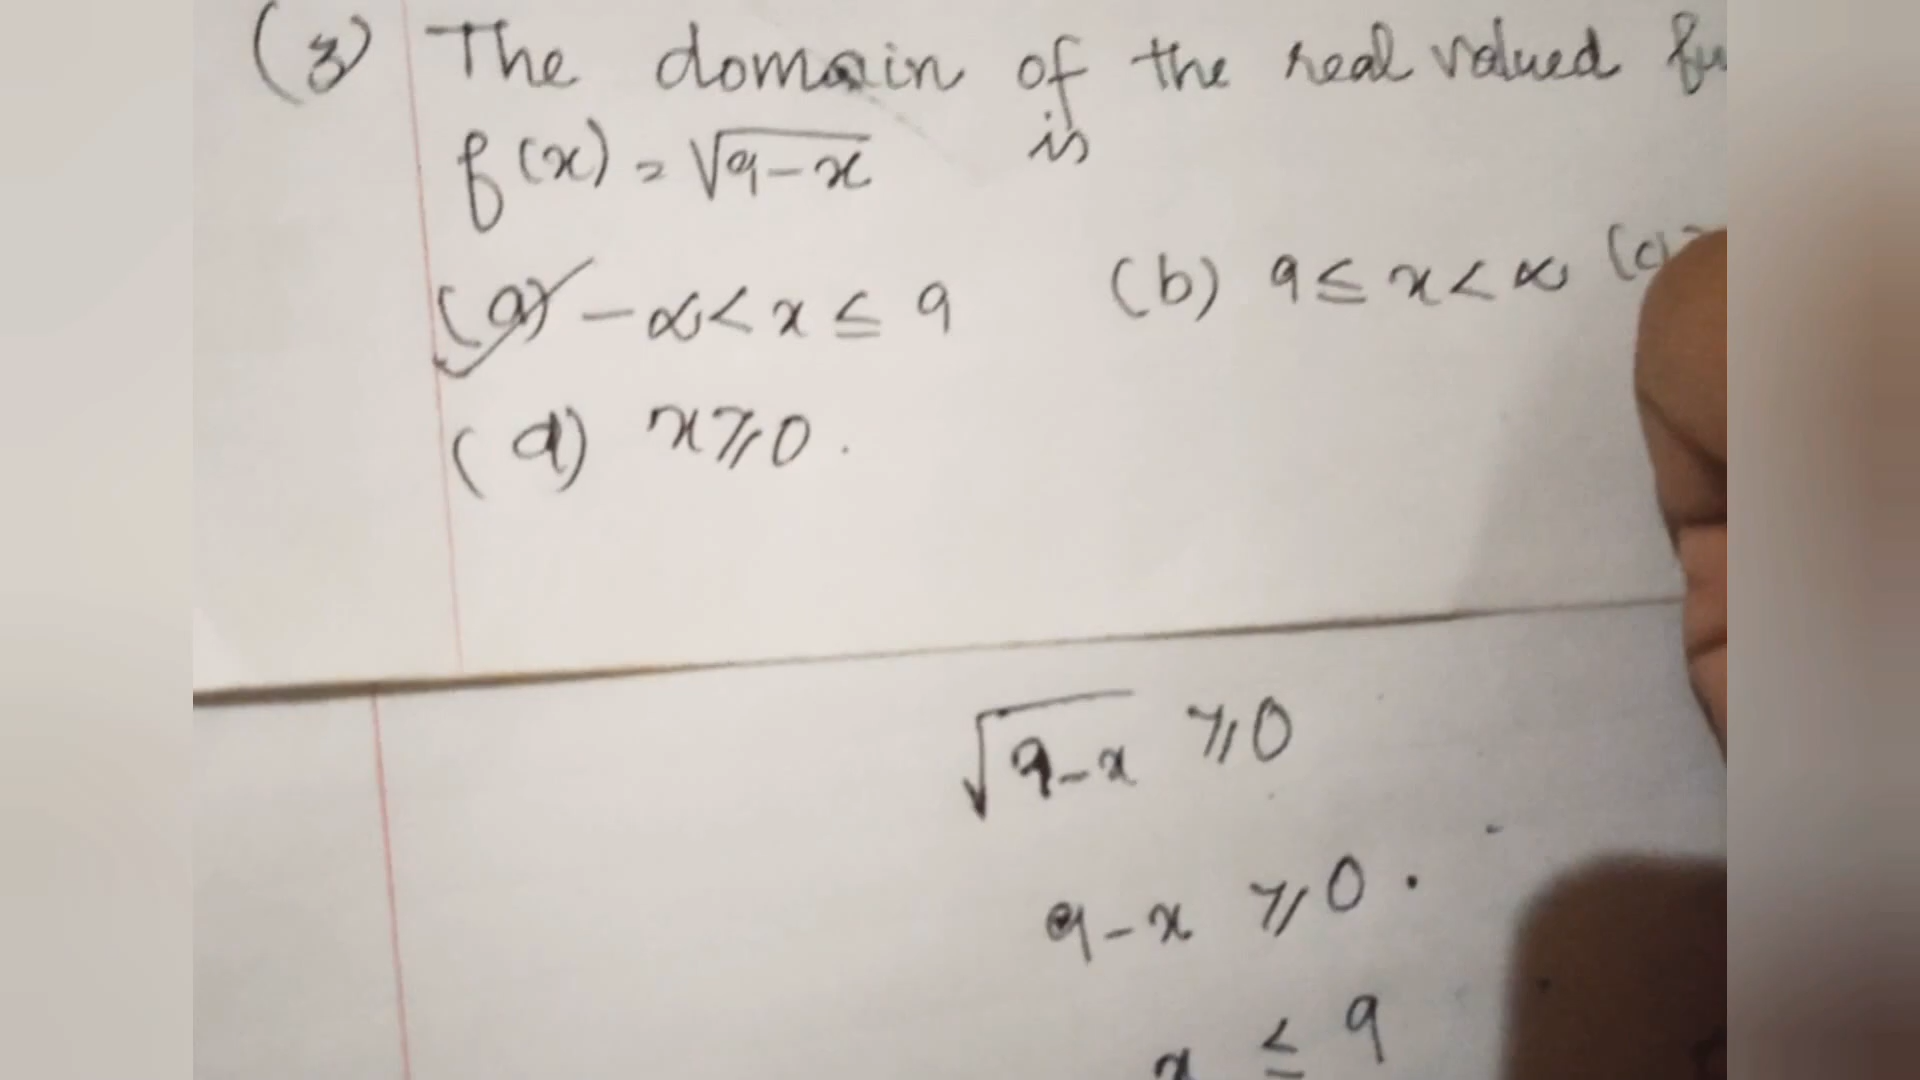 (3) The domain of the real valued
f(x) = √9-x is
(a) -∞ < x ≤ 9 (b) 9 ≤ x < ∞ (c)
(d) x ≥ 0.
√9-x ≥ 0
9-x ≥ 0.
x ≤ 9